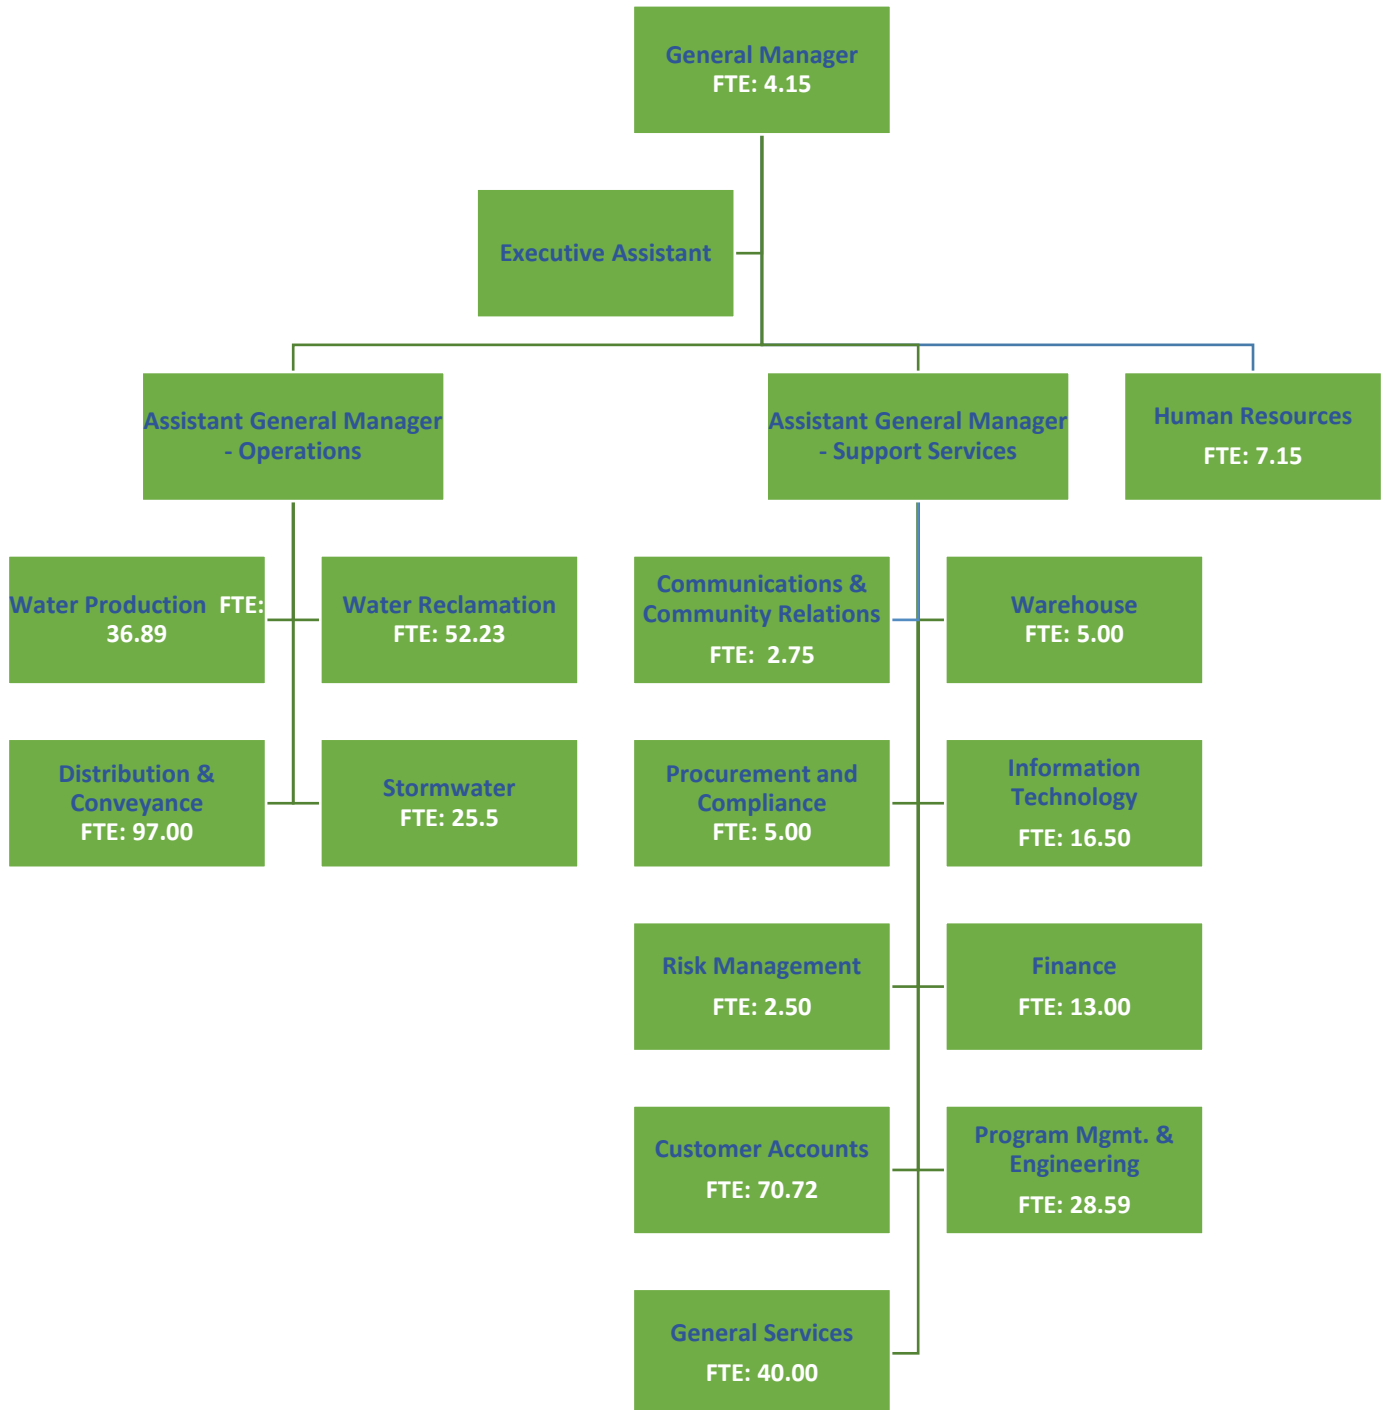 General Manager
FTE: 4.15
Executive Assistant
Assistant General Manager
- Operations
Assistant General Manager
- Support Services
Human Resources
FTE: 7.15
Water Production FTE:
36.89
Water Reclamation
FTE: 52.23
Communications &
Community Relations
FTE: 2.75
Warehouse
FTE: 5.00
Distribution &
Conveyance
FTE: 97.00
Stormwater
FTE: 25.5
Procurement and
Compliance
FTE: 5.00
Information
Technology
FTE: 16.50
Risk Management
FTE: 2.50
Finance
FTE: 13.00
Customer Accounts
FTE: 70.72
Program Mgmt. &
Engineering
FTE: 28.59
General Services
FTE: 40.00